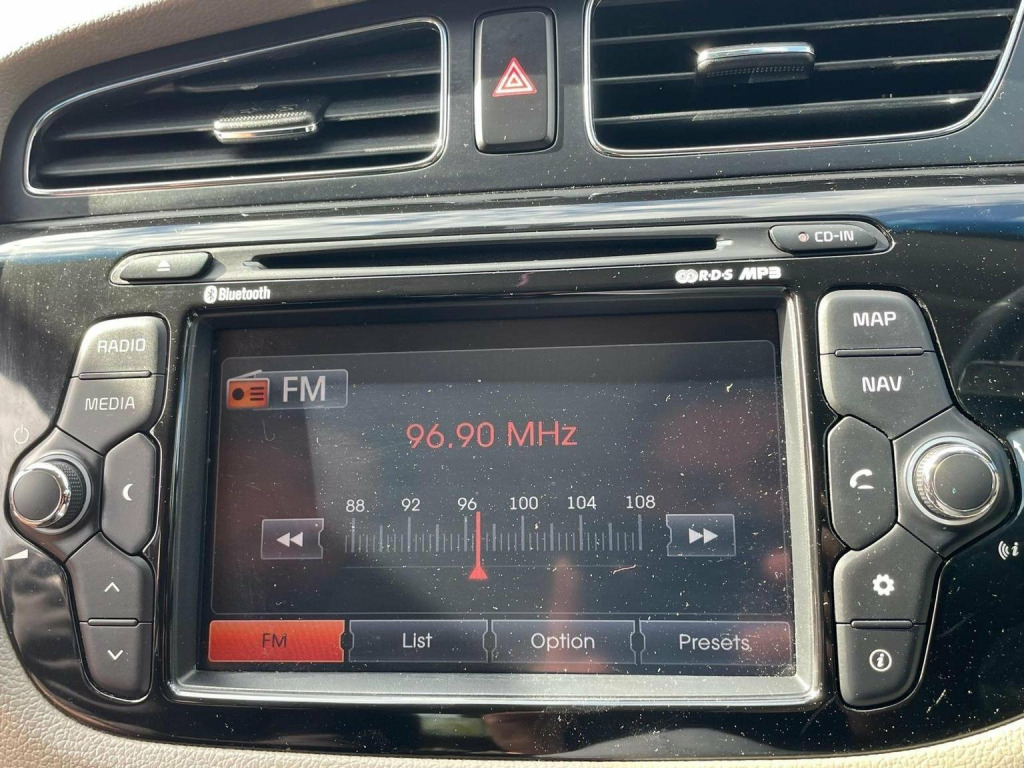 CD-IN
R·D·S MP3
Bluetooth
RADIO
MEDIA
MAP
NAV
FM
96.90 MHz
88 92 96 100 104 108
FM List Option Presets